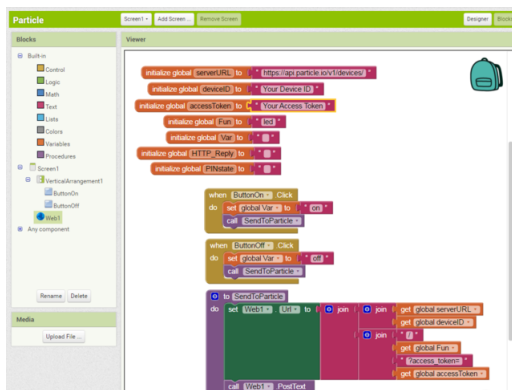 Particle
Screen1 Add Screen ... Remove Screen Designer Blocks
Blocks
Viewer
Built-in
Control
Logic
Math
Text
Lists
Colors
Variables
Procedures
Screen1
VerticalArrangement1
ButtonOn
ButtonOff
Web1
Any component
Rename Delete
Media
Upload File ...
initialize global serverURL to " https://api.particle.io/v1/devices/ "
initialize global deviceID to " Your Device ID "
initialize global accessToken to " Your Access Token "
initialize global Fun to " led "
initialize global Var to " "
initialize global HTTP_Reply to " "
initialize global PINstate to " "
when ButtonOn .Click
do set global Var to " on "
call SendToParticle
when ButtonOff .Click
do set global Var to " off "
call SendToParticle
to SendToParticle
do set Web1 . Url to join join get global serverURL
get global deviceID
join " / "
get global Fun
" ?access_token= "
get global accessToken
call Web1 .PostText